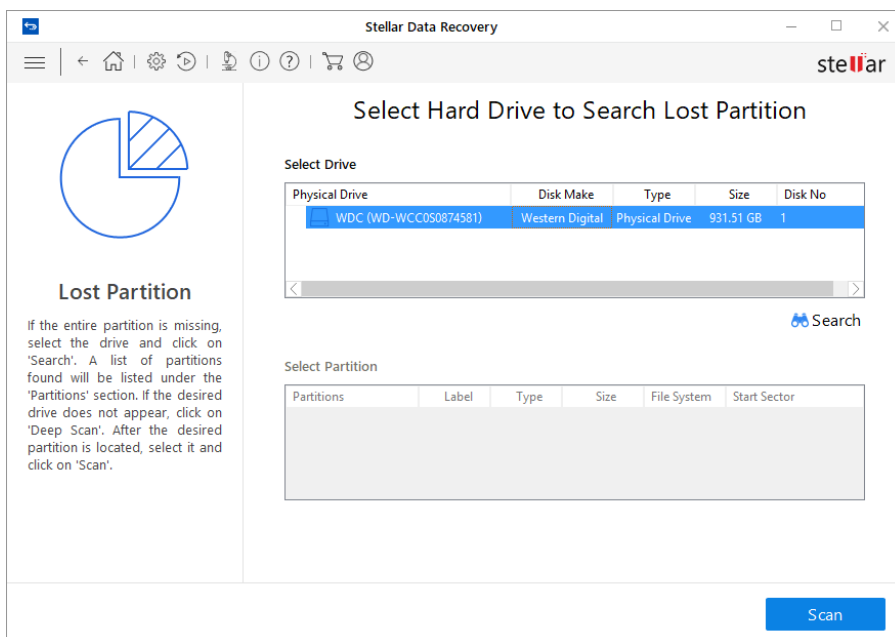 Stellar Data Recovery
stellar
Select Hard Drive to Search Lost Partition
Select Drive
Physical Drive Disk Make Type Size Disk No
WDC (WD-WCC0S0874581) Western Digital Physical Drive 931.51 GB 1
Search
Lost Partition
If the entire partition is missing,
select the drive and click on
'Search'. A list of partitions
found will be listed under the
'Partitions' section. If the desired
drive does not appear, click on
'Deep Scan'. After the desired
partition is located, select it and
click on 'Scan'.
Select Partition
Partitions Label Type Size File System Start Sector
Scan